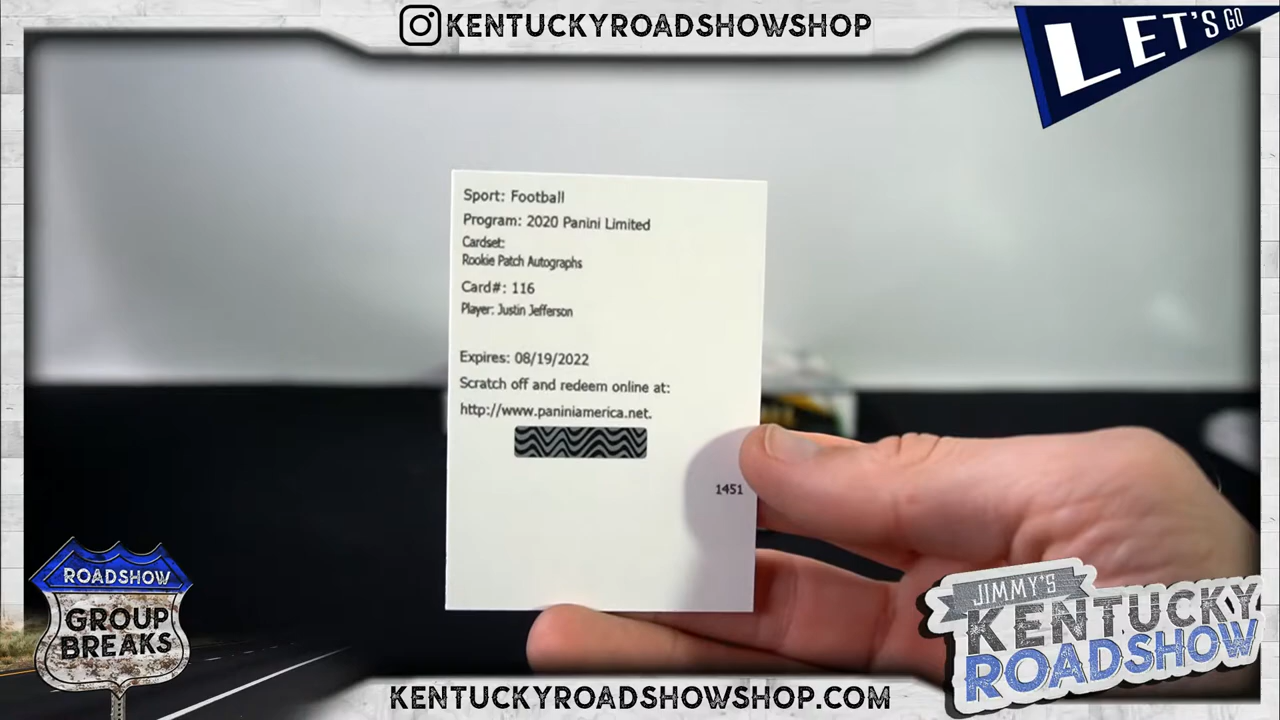 KENTUCKYROADSHOWSHOP
LET'S GO
Sport: Football
Program: 2020 Panini Limited
Cardset:
Rookie Patch Autographs
Card#: 116
Player: Justin Jefferson
Expires: 08/19/2022
Scratch off and redeem online at:
http://www.paniniamerica.net.
1451
ROADSHOW
GROUP
BREAKS
JIMMY'S
KENTUCKY
ROADSHOW
KENTUCKYROADSHOWSHOP.COM